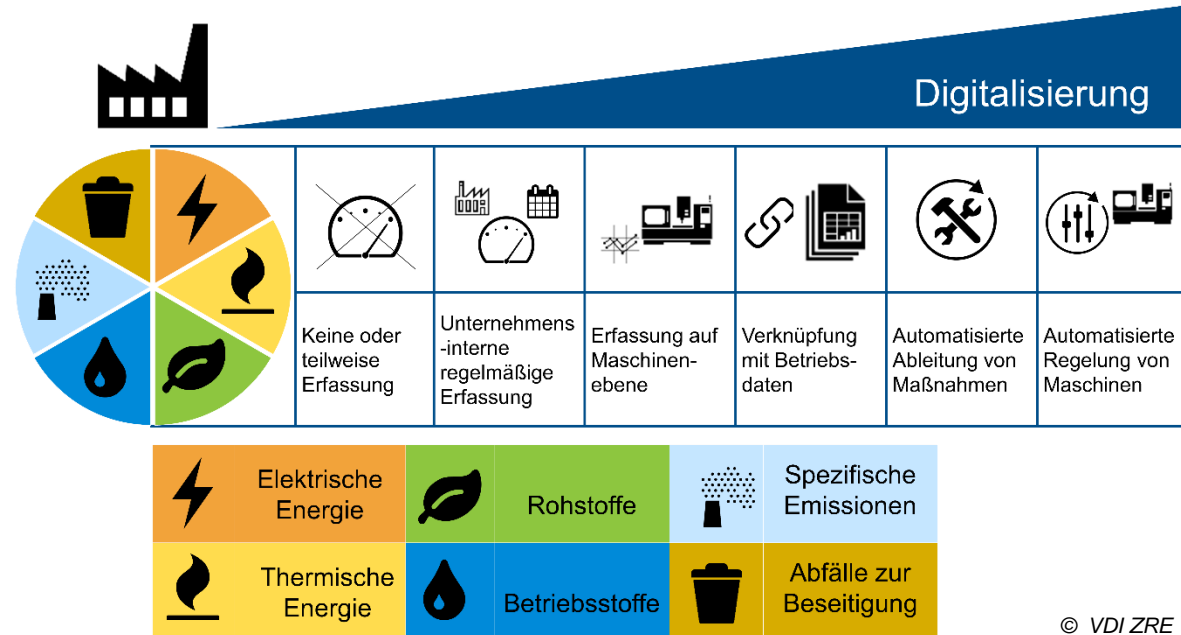 Digitalisierung
Keine oder
teilweise
Erfassung
Unternehmens
-interne
regelmäßige
Erfassung
Erfassung auf
Maschinen-
ebene
Verknüpfung
mit Betriebs-
daten
Automatisierte
Ableitung von
Maßnahmen
Automatisierte
Regelung von
Maschinen
Elektrische
Energie
Rohstoffe
Spezifische
Emissionen
Thermische
Energie
Betriebsstoffe
Abfälle zur
Beseitigung
© VDI ZRE